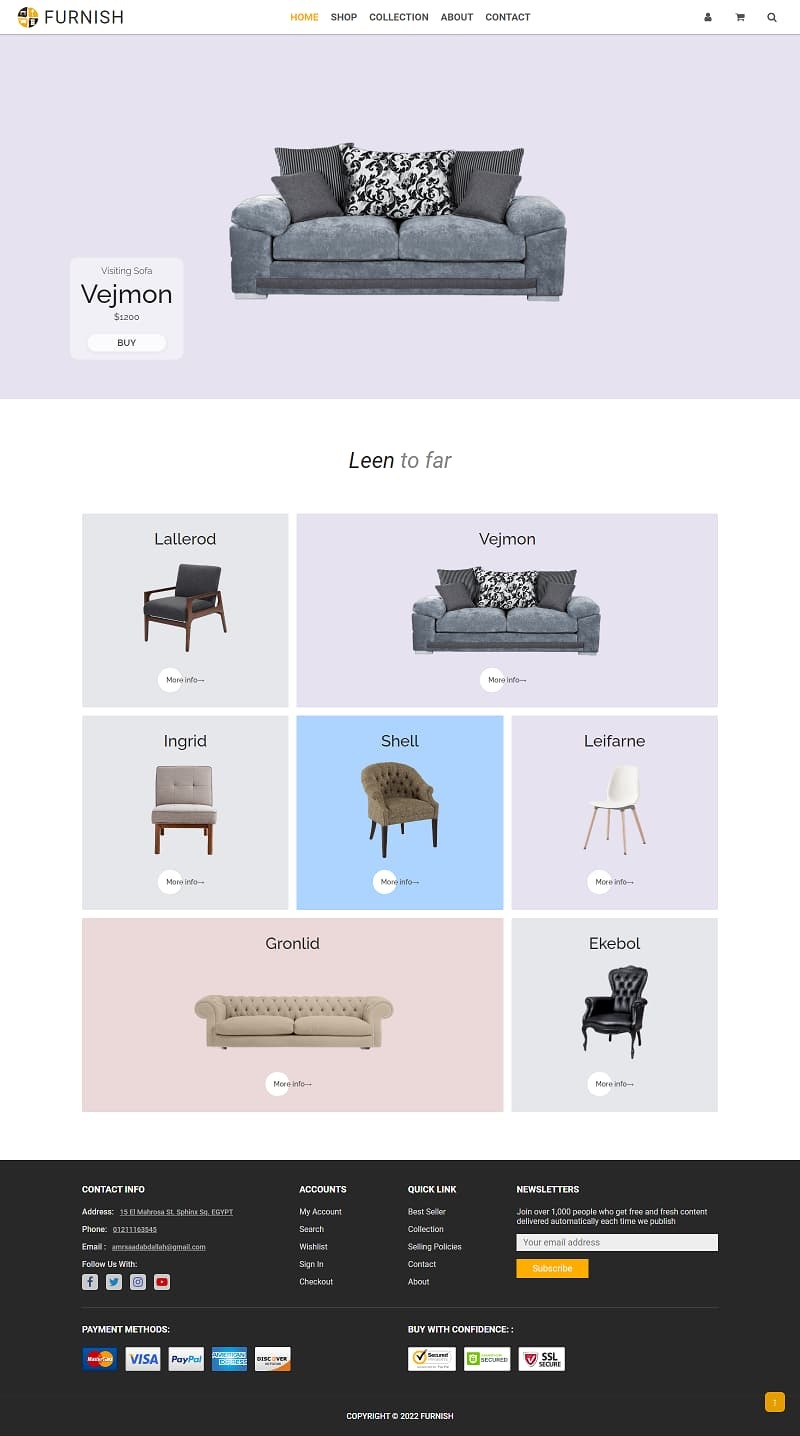 FURNISH
HOME SHOP COLLECTION ABOUT CONTACT
Visiting Sofa
Vejmon
$1200
BUY
Leen to far
Lallerod
More info→
Vejmon
More info→
Ingrid
More info→
Shell
More info→
Leifarne
More info→
Gronlid
More info→
Ekebol
More info→
CONTACT INFO
Address: 15 El Mahrosa St, Sphinx Sq, EGYPT
Phone: 01211163545
Email : amrxaadabdallah@gmail.com
Follow Us With:
ACCOUNTS
My Account
Search
Wishlist
Sign In
Checkout
QUICK LINK
Best Seller
Collection
Selling Policies
Contact
About
NEWSLETTERS
Join over 1,000 people who get free and fresh content
delivered automatically each time we publish
Your email address
Subscribe
PAYMENT METHODS:
MasterCard
VISA
PayPal
AMERICAN
EXPRESS
DISCOVER
BUY WITH CONFIDENCE: :
Secured
SECURED
SSL
SECURE
↑
COPYRIGHT © 2022 FURNISH